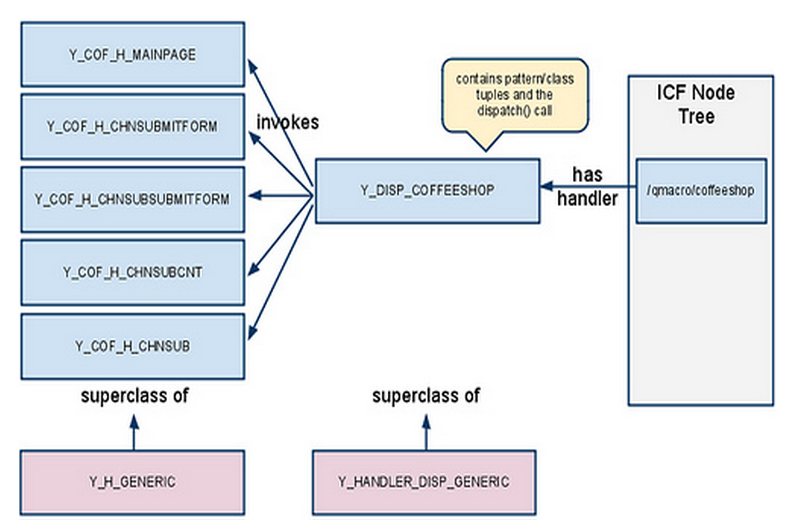 Y_COF_H_MAINPAGE
Y_COF_H_CHNSUBMITFORM
Y_COF_H_CHNSUBSUBMITFORM
Y_COF_H_CHNSUBCNT
Y_COF_H_CHNSUB
invokes
contains pattern/class
tuples and the
dispatch() call
Y_DISP_COFFEESHOP
has
handler
ICF Node
Tree
/qmacro/coffeeshop
superclass of
superclass of
Y_H_GENERIC
Y_HANDLER_DISP_GENERIC